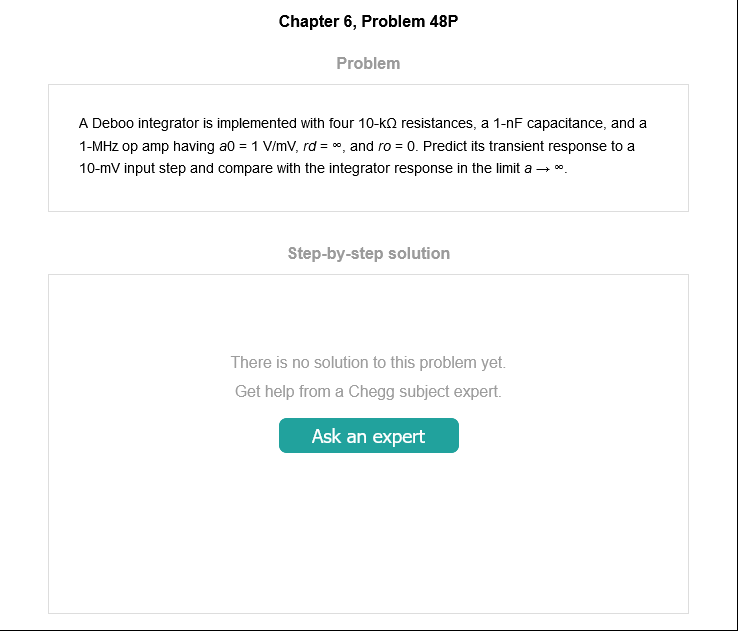 Chapter 6, Problem 48P
Problem
A Deboo integrator is implemented with four 10-kΩ resistances, a 1-nF capacitance, and a
1-MHz op amp having a0 = 1 V/mV, rd = ∞, and ro = 0. Predict its transient response to a
10-mV input step and compare with the integrator response in the limit a → ∞.
Step-by-step solution
There is no solution to this problem yet.
Get help from a Chegg subject expert.
Ask an expert